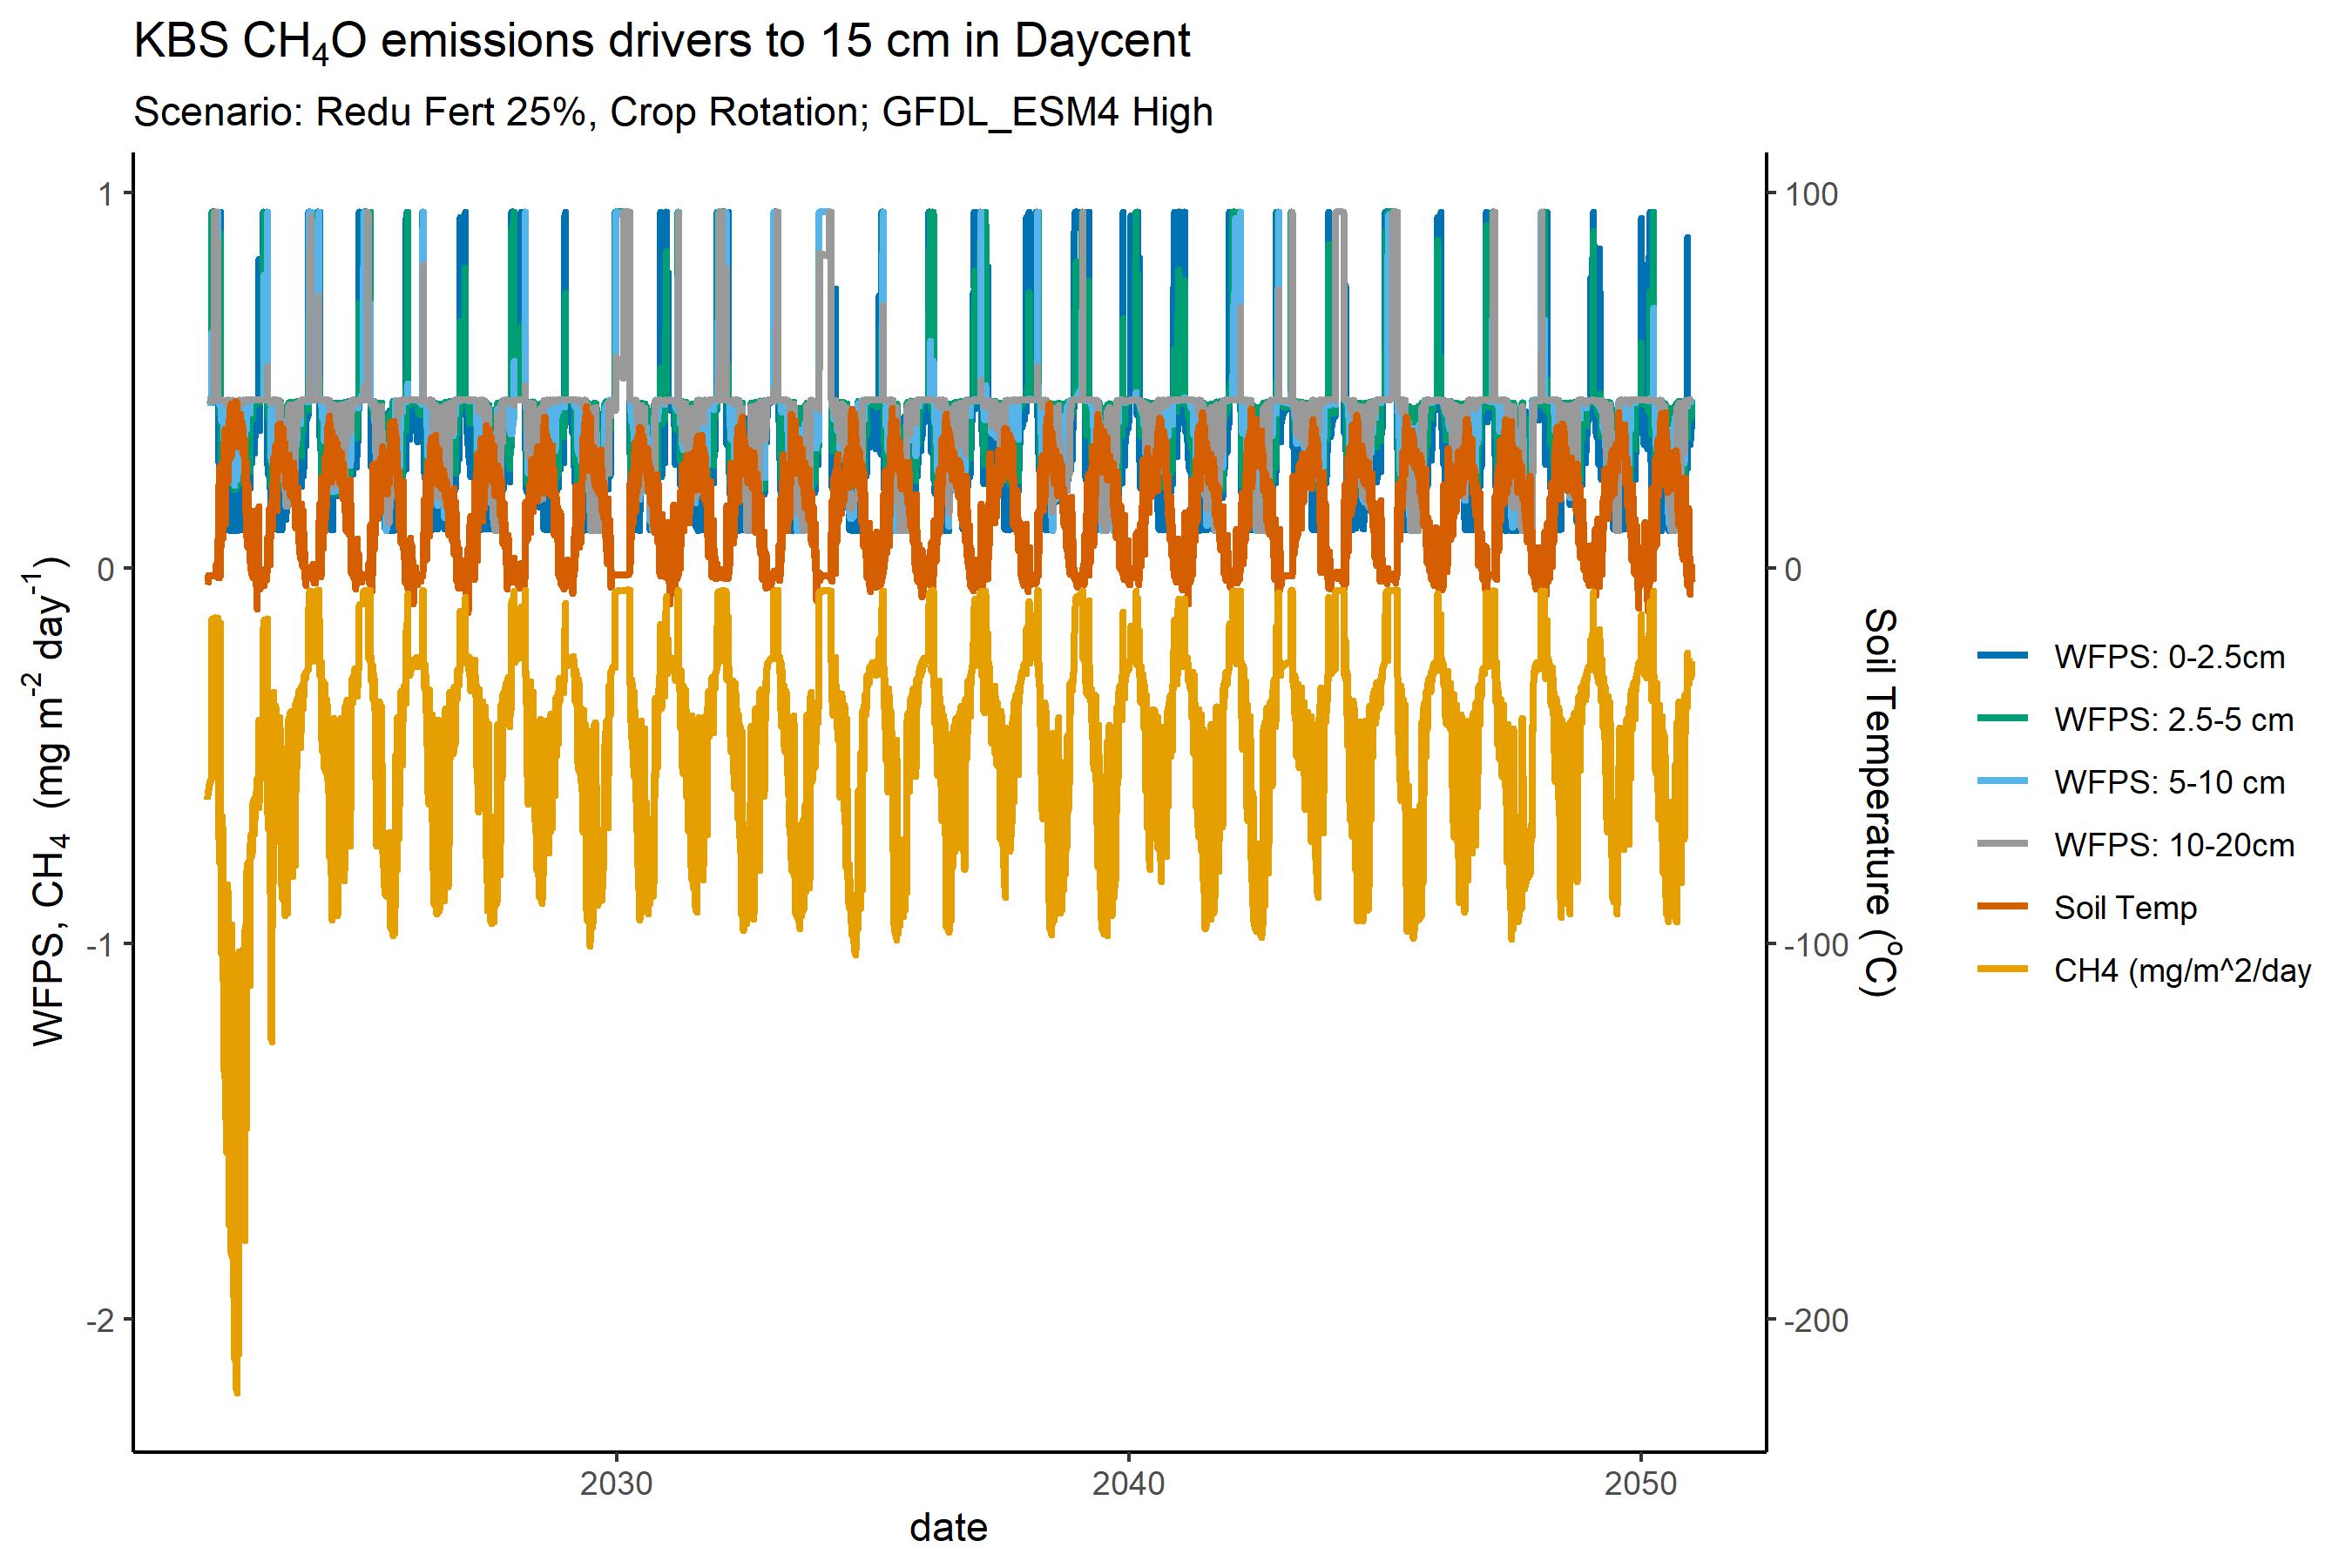 KBS CH₄O emissions drivers to 15 cm in Daycent
Scenario: Redu Fert 25%, Crop Rotation; GFDL_ESM4 High
WFPS, CH₄ (mg m⁻² day⁻¹)
1
0
-1
-2
100
0
-100
-200
Soil Temperature (ᵒC)
2030
2040
2050
date
WFPS: 0-2.5cm
WFPS: 2.5-5 cm
WFPS: 5-10 cm
WFPS: 10-20cm
Soil Temp
CH4 (mg/m^2/day